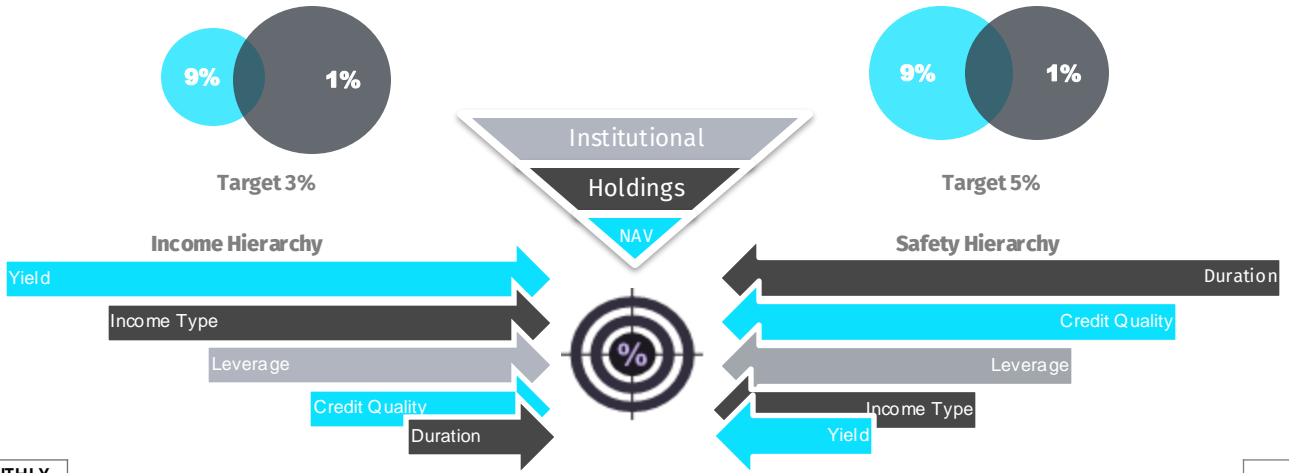 9%
1%
9%
1%
Institutional
Holdings
NAV
Target 3%
Target 5%
Income Hierarchy
Safety Hierarchy
Yield
Duration
Income Type
Credit Quality
Leverage
Leverage
%
Credit Quality
Income Type
Duration
Yield